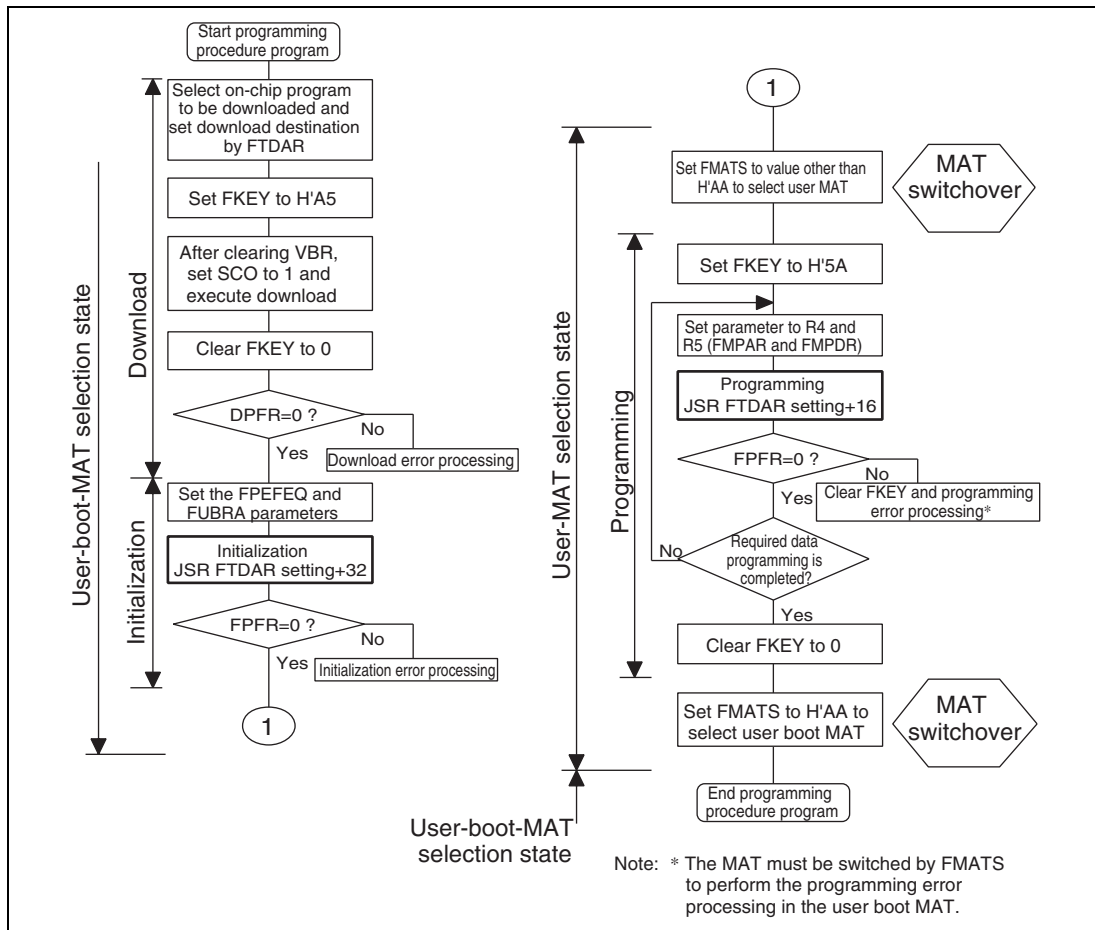 Start programming
procedure program
Select on-chip program
to be downloaded and
set download destination
by FTDAR
Set FKEY to H'A5
After clearing VBR,
set SCO to 1 and
execute download
Clear FKEY to 0
DPFR=0 ?
No
Yes
Download error processing
Set the FPEFEQ and
FUBRA parameters
Initialization
JSR FTDAR setting+32
FPFR=0 ?
No
Yes
Initialization error processing
1
Download
Initialization
User-boot-MAT selection state
1
Set FMATS to value other than
H'AA to select user MAT
MAT
switchover
Set FKEY to H'5A
Set parameter to R4 and
R5 (FMPAR and FMPDR)
Programming
JSR FTDAR setting+16
FPFR=0 ?
No
Yes
Clear FKEY and programming
error processing*
Required data
programming is
completed?
No
Yes
Clear FKEY to 0
Set FMATS to H'AA to
select user boot MAT
MAT
switchover
End programming
procedure program
Programming
User-MAT selection state
User-boot-MAT
selection state
Note: * The MAT must be switched by FMATS
to perform the programming error
processing in the user boot MAT.